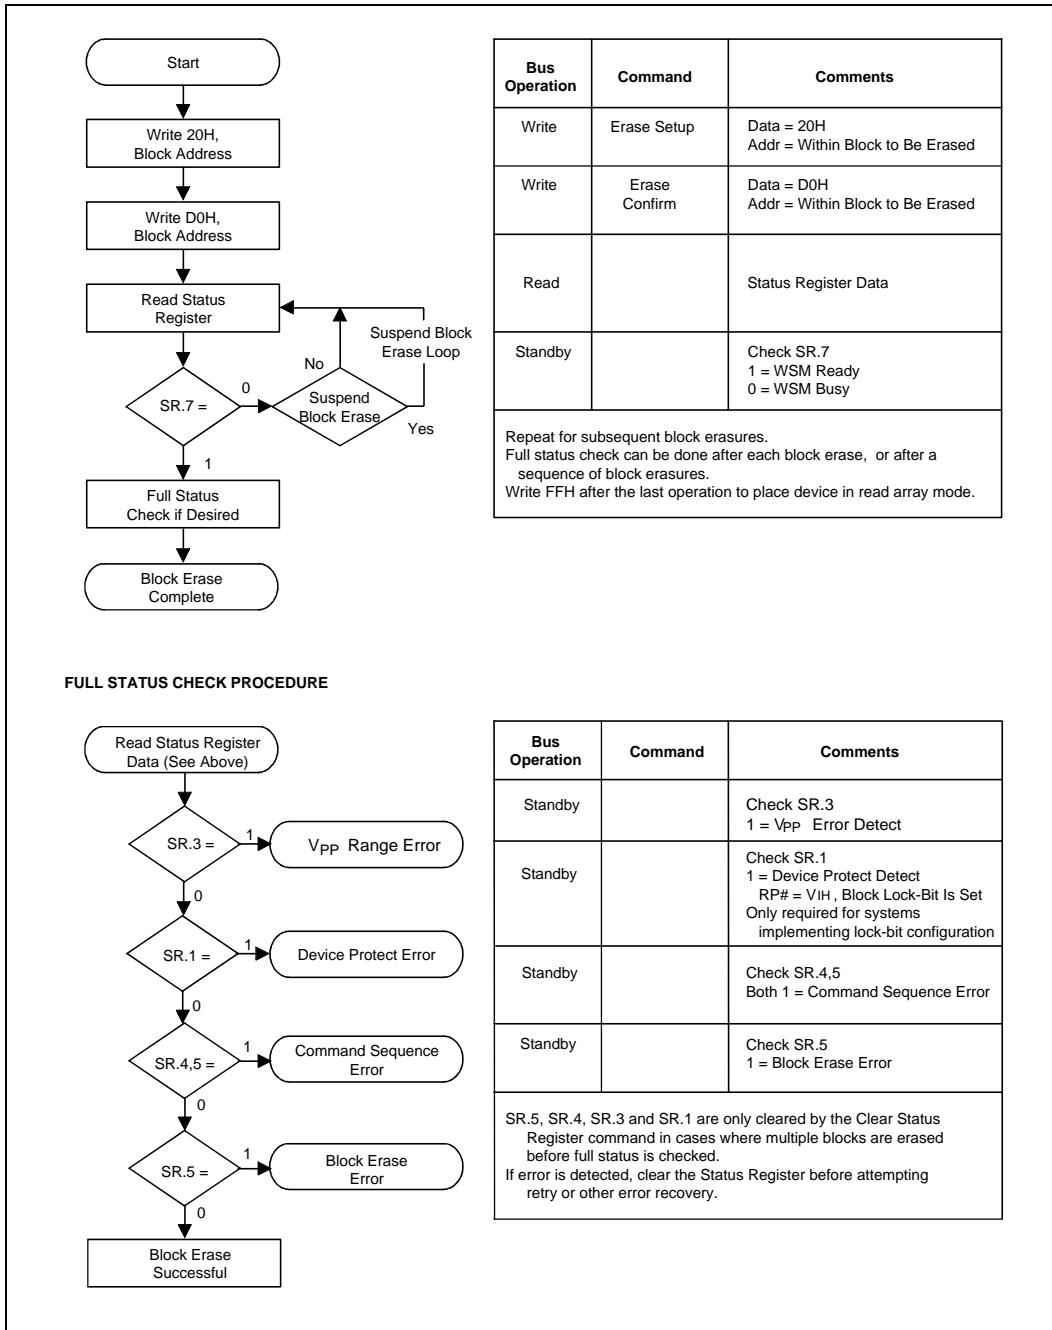 Start
Write 20H,
Block Address
Write D0H,
Block Address
Read Status
Register
Suspend Block
Erase Loop
No
0
SR.7 =
Suspend
Block Erase
Yes
1
Full Status
Check if Desired
Block Erase
Complete
Bus
Operation
Command
Comments
Write
Erase Setup
Data = 20H
Addr = Within Block to Be Erased
Write
Erase
Confirm
Data = D0H
Addr = Within Block to Be Erased
Read
Status Register Data
Standby
Check SR.7
1 = WSM Ready
0 = WSM Busy
Repeat for subsequent block erasures.
Full status check can be done after each block erase, or after a
sequence of block erasures.
Write FFH after the last operation to place device in read array mode.
FULL STATUS CHECK PROCEDURE
Read Status Register
Data (See Above)
SR.3 =
1
VPP Range Error
0
SR.1 =
1
Device Protect Error
0
SR.4,5 =
1
Command Sequence
Error
0
SR.5 =
1
Block Erase
Error
0
Block Erase
Successful
Bus
Operation
Command
Comments
Standby
Check SR.3
1 = VPP Error Detect
Standby
Check SR.1
1 = Device Protect Detect
RP# = VIH, Block Lock-Bit Is Set
Only required for systems
implementing lock-bit configuration
Standby
Check SR.4,5
Both 1 = Command Sequence Error
Standby
Check SR.5
1 = Block Erase Error
SR.5, SR.4, SR.3 and SR.1 are only cleared by the Clear Status
Register command in cases where multiple blocks are erased
before full status is checked.
If error is detected, clear the Status Register before attempting
retry or other error recovery.